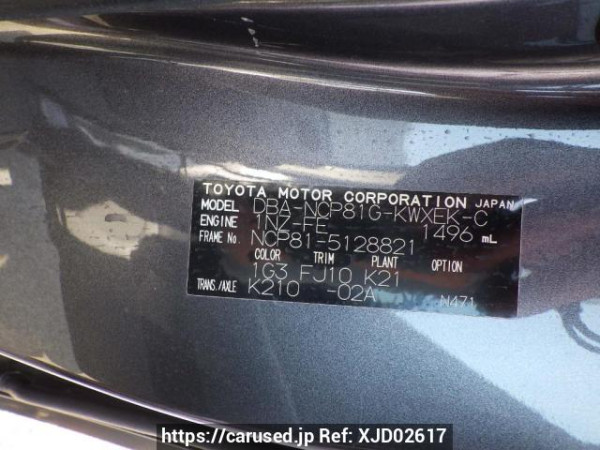 TOYOTA MOTOR CORPORATION JAPAN
MODEL DBA-NCP81G-KWXEK-C
ENGINE 1NZ-FE 1496 mL
FRAME No. NCP81-5128821
COLOR TRIM PLANT OPTION
1G3 FJ10 K21
TRANS./AXLE K210 -02A N471
https://carused.jp Ref: XJD02617